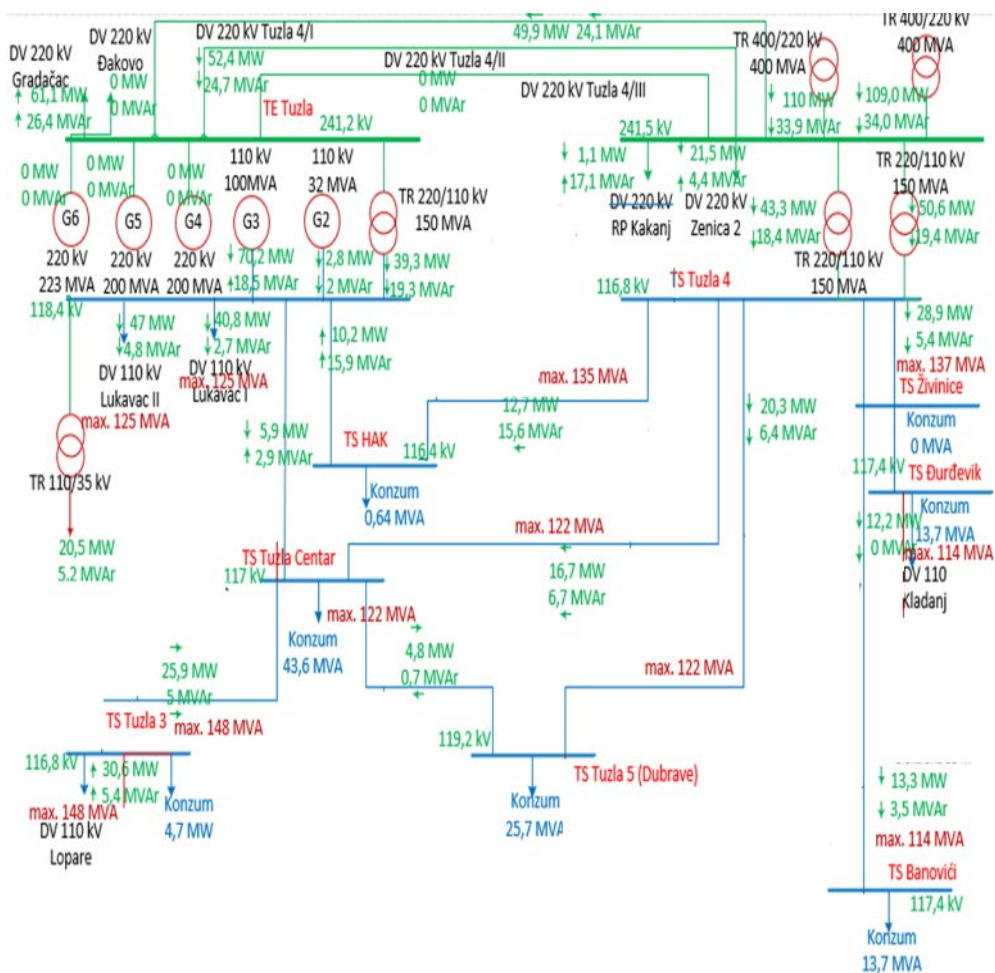 49,9 MW 24,1 MVAr
TR 400/220 kV
400 MVA
TR 400/220 kV
400 MVA
DV 220 kV
Gradačac
DV 220 kV
Đakovo
DV 220 kV Tuzla 4/I
DV 220 kV Tuzla 4/II
DV 220 kV Tuzla 4/III
61,1 MW
26,4 MVAr
0 MW
0 MVAr
52,4 MW
24,7 MVAr
0 MW
0 MVAr
110 MW
33,9 MVAr
109,0 MW
34,0 MVAr
TE Tuzla
241,2 kV
241,5 kV
0 MW
0 MVAr
0 MW
0 MVAr
0 MW
0 MVAr
110 kV
100MVA
110 kV
32 MVA
TR 220/110 kV
150 MVA
G6
G5
G4
G3
G2
220 kV
223 MVA
220 kV
200 MVA
220 kV
200 MVA
70,2 MW
18,5 MVAr
2,8 MW
2 MVAr
39,3 MW
19,3 MVAr
1,1 MW
17,1 MVAr
21,5 MW
4,4 MVAr
TR 220/110 kV
150 MVA
DV 220 kV
RP Kakanj
DV 220 kV
Zenica 2
43,3 MW
18,4 MVAr
50,6 MW
19,4 MVAr
TR 220/110 kV
150 MVA
118,4 kV
116,8 kV
TS Tuzla 4
47 MW
4,8 MVAr
40,8 MW
2,7 MVAr
10,2 MW
15,9 MVAr
28,9 MW
5,4 MVAr
DV 110 kV
Lukavac II
DV 110 kV
Lukavac I
max. 125 MVA
max. 125 MVA
TR 110/35 kV
20,5 MW
5.2 MVAr
max. 135 MVA
max. 137 MVA
TS Živinice
Konzum
0 MVA
5,9 MW
2,9 MVAr
TS HAK
116,4 kV
12,7 MW
15,6 MVAr
20,3 MW
6,4 MVAr
Konzum
0,64 MVA
117,4 kV
TS Đurđevik
Konzum
13,7 MVA
12,2 MW
0 MVAr
max. 114 MVA
DV 110
Kladanj
max. 122 MVA
TS Tuzla Centar
117 kV
16,7 MW
6,7 MVAr
max. 122 MVA
Konzum
43,6 MVA
4,8 MW
0,7 MVAr
max. 122 MVA
25,9 MW
5 MVAr
TS Tuzla 3
max. 148 MVA
116,8 kV
30,6 MW
5,4 MVAr
max. 148 MVA
DV 110 kV
Lopare
Konzum
4,7 MW
119,2 kV
TS Tuzla 5 (Dubrave)
Konzum
25,7 MVA
13,3 MW
3,5 MVAr
max. 114 MVA
TS Banovići
117,4 kV
Konzum
13,7 MVA